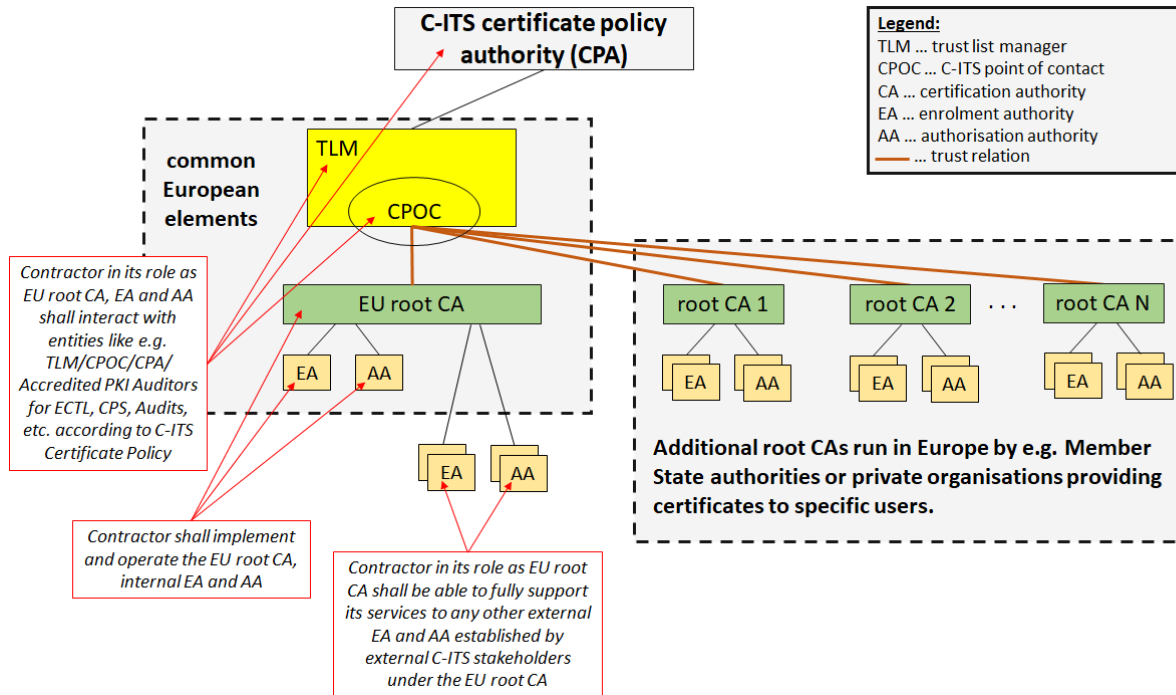 C-ITS certificate policy
authority (CPA)
Legend:
TLM ... trust list manager
CPOC ... C-ITS point of contact
CA ... certification authority
EA ... enrolment authority
AA ... authorisation authority
... trust relation
common
European
elements
TLM
CPOC
Contractor in its role as
EU root CA, EA and AA
shall interact with
entities like e.g.
TLM/CPOC/CPA/
Accredited PKI Auditors
for ECTL, CPS, Audits,
etc. according to C-ITS
Certificate Policy
EU root CA
EA
AA
EA
AA
root CA 1
root CA 2
. . .
root CA N
EA
AA
EA
AA
EA
AA
Additional root CAs run in Europe by e.g. Member
State authorities or private organisations providing
certificates to specific users.
Contractor shall implement
and operate the EU root CA,
internal EA and AA
Contractor in its role as EU root
CA shall be able to fully support
its services to any other external
EA and AA established by
external C-ITS stakeholders
under the EU root CA